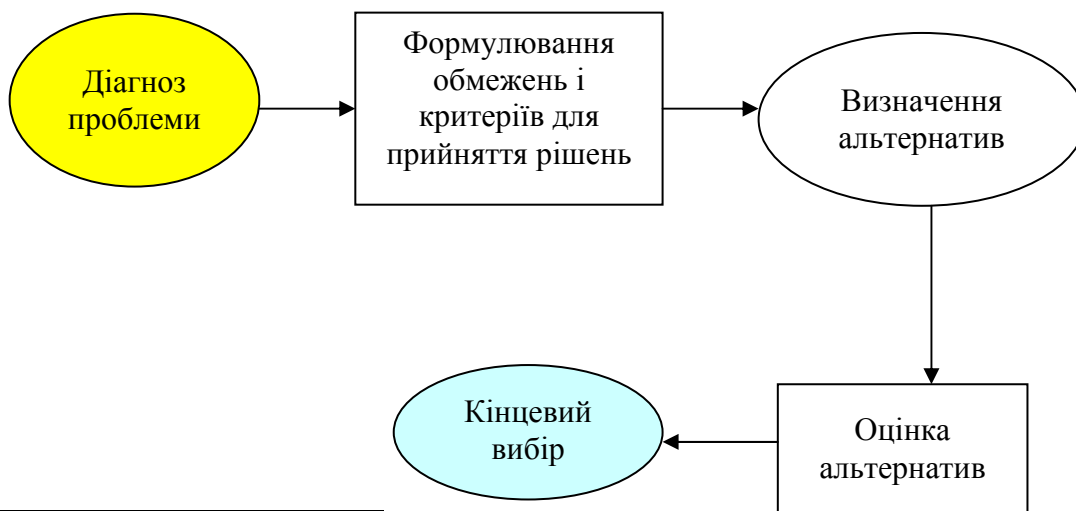 Діагноз
проблеми
Формулювання
обмежень і
критеріїв для
прийняття рішень
Визначення
альтернатив
Оцінка
альтернатив
Кінцевий
вибір